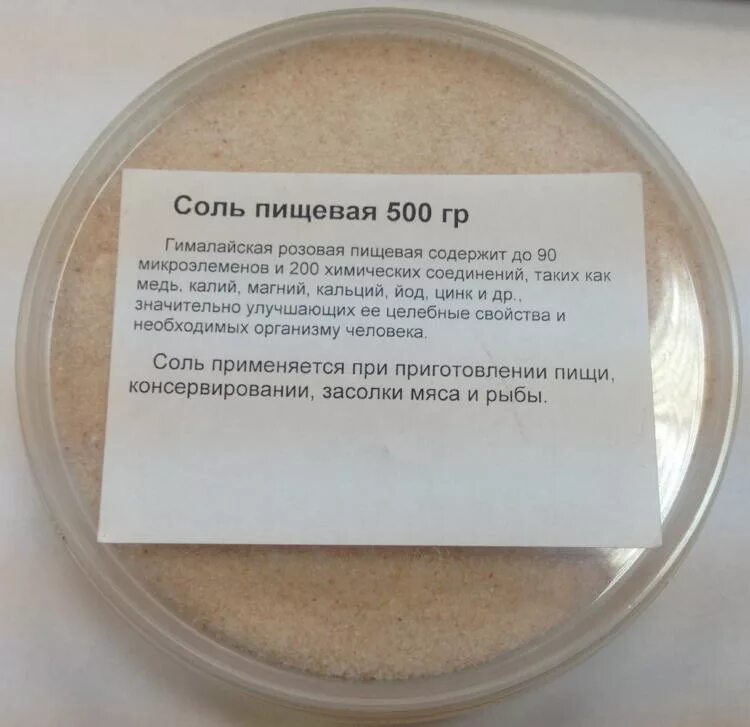 Соль пищевая 500 гр
Гималайская розовая пищевая содержит до 90
микроэлеменов и 200 химических соединений, таких как
медь. калий, магний, кальций, йод, цинк и др.,
значительно улучшающих ее целебные свойства и
необходимых организму человека.
Соль применяется при приготовлении пищи,
консервировании, засолки мяса и рыбы.